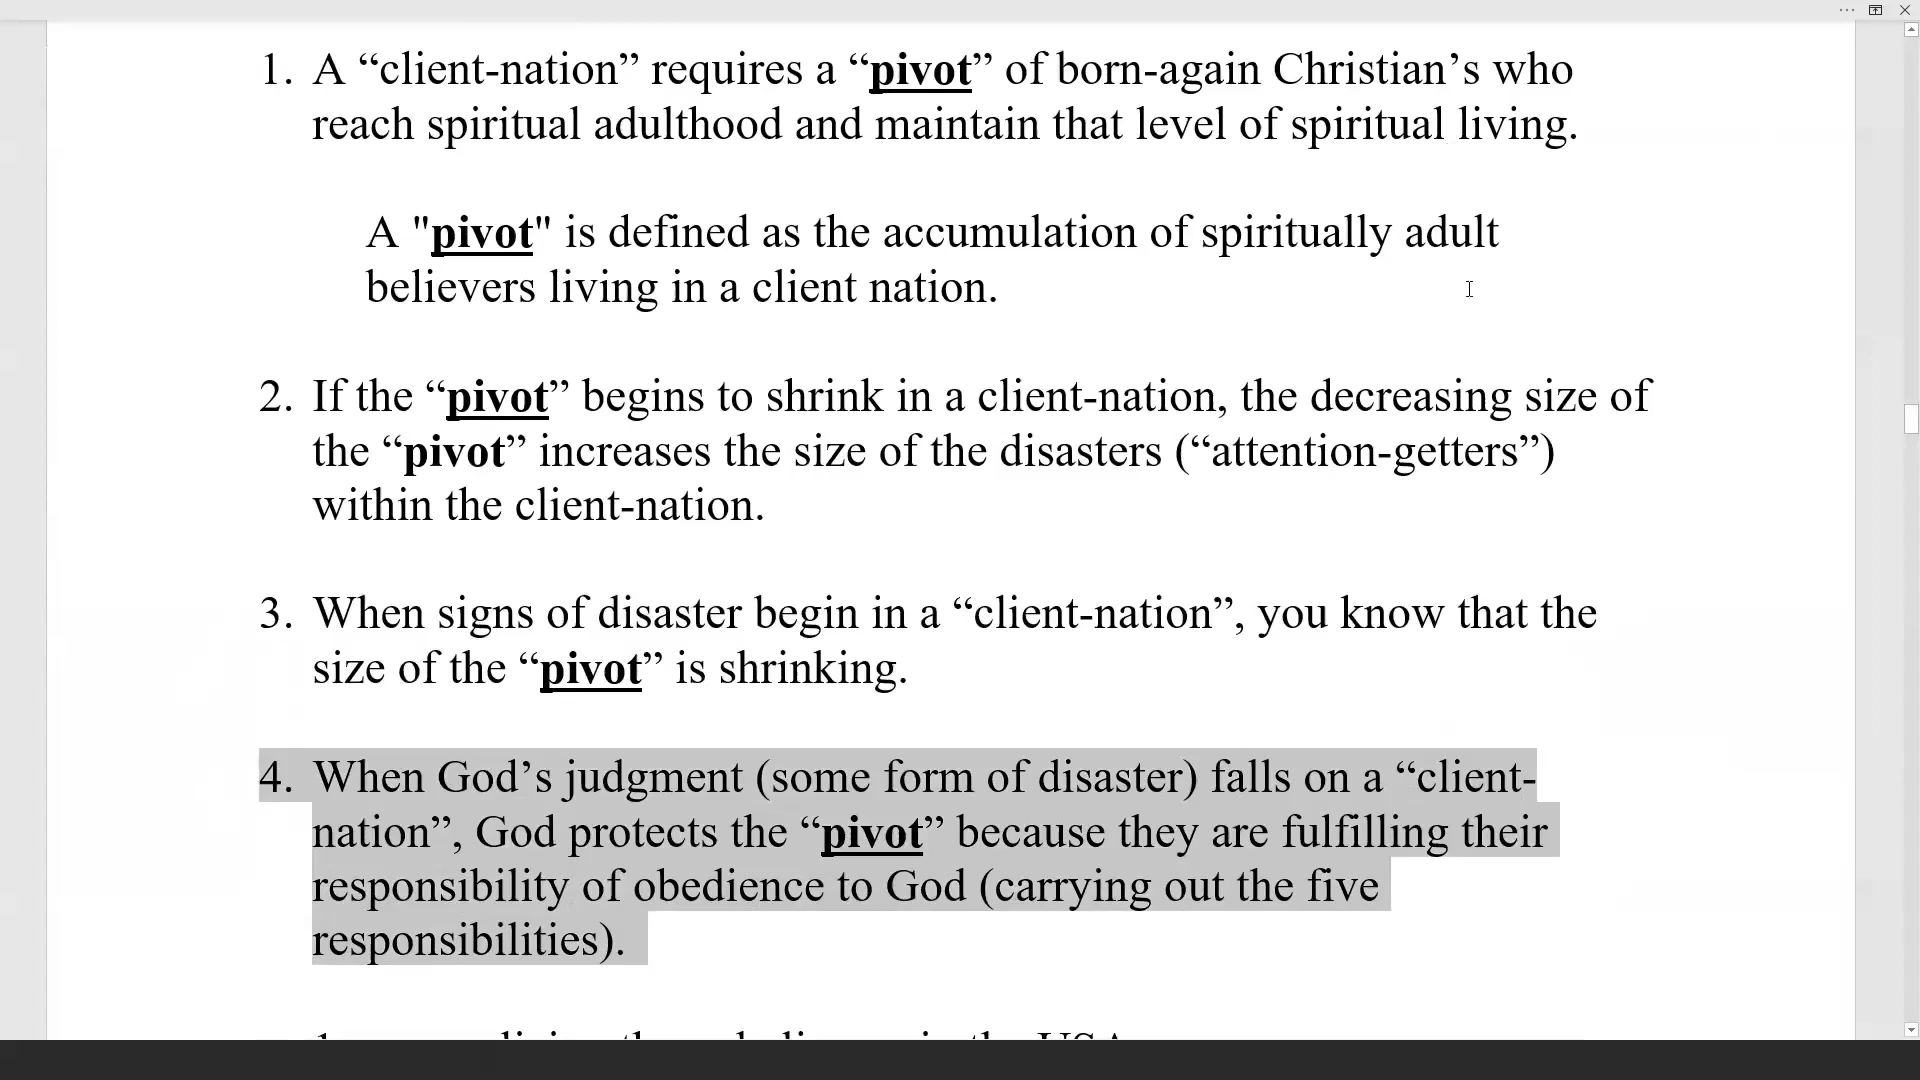 1. A “client-nation” requires a “pivot” of born-again Christian’s who
reach spiritual adulthood and maintain that level of spiritual living.
A "pivot" is defined as the accumulation of spiritually adult
believers living in a client nation.
2. If the “pivot” begins to shrink in a client-nation, the decreasing size of
the “pivot” increases the size of the disasters (“attention-getters”)
within the client-nation.
3. When signs of disaster begin in a “client-nation”, you know that the
size of the “pivot” is shrinking.
4. When God’s judgment (some form of disaster) falls on a “client-
nation”, God protects the “pivot” because they are fulfilling their
responsibility of obedience to God (carrying out the five
responsibilities).
in the USA